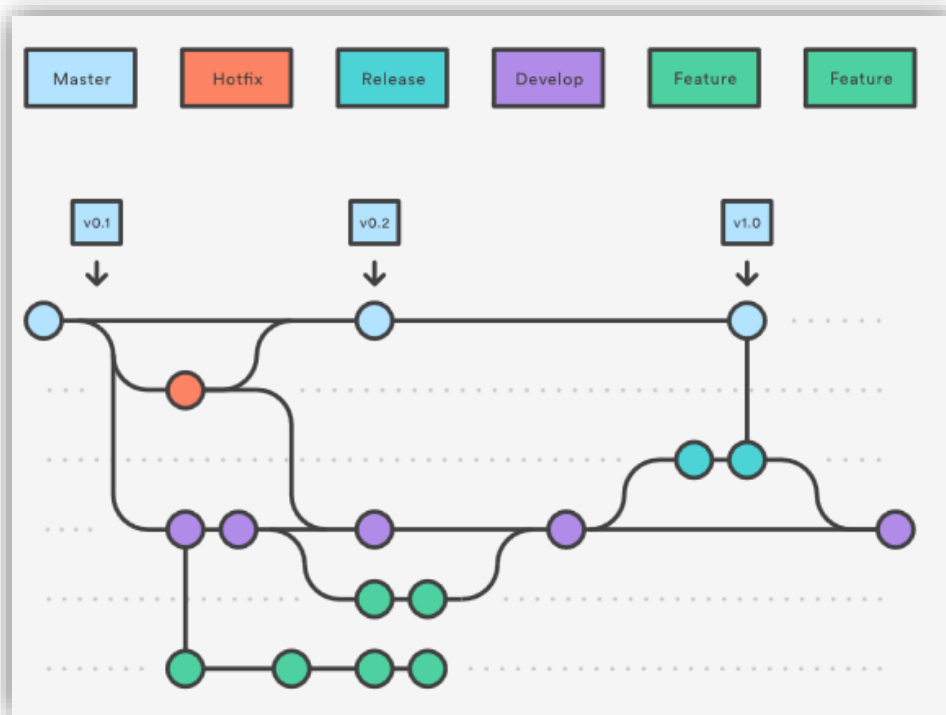 Master
Hotfix
Release
Develop
Feature
Feature
v0.1
v0.2
v1.0